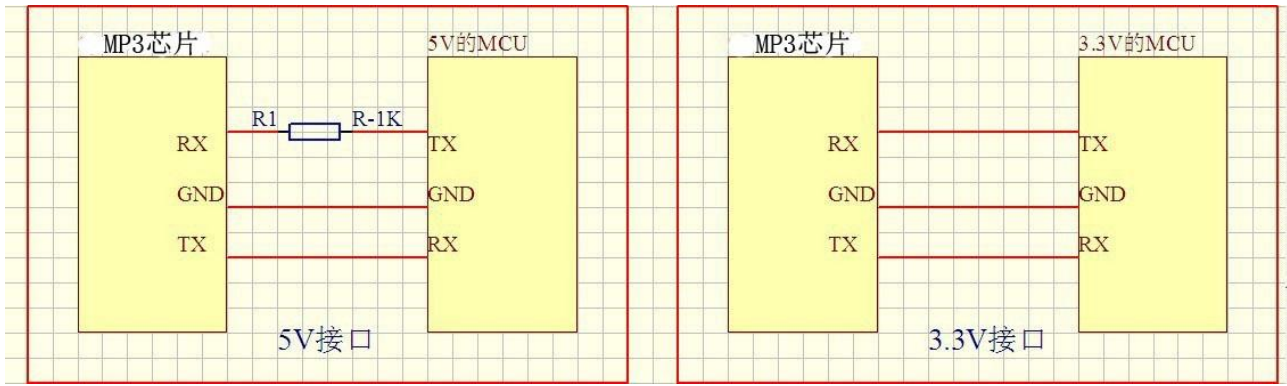 MP3芯片
5V的MCU
R1
R-1K
RX
TX
GND
GND
TX
RX
5V接口
MP3芯片
3.3V的MCU
RX
TX
GND
GND
TX
RX
3.3V接口